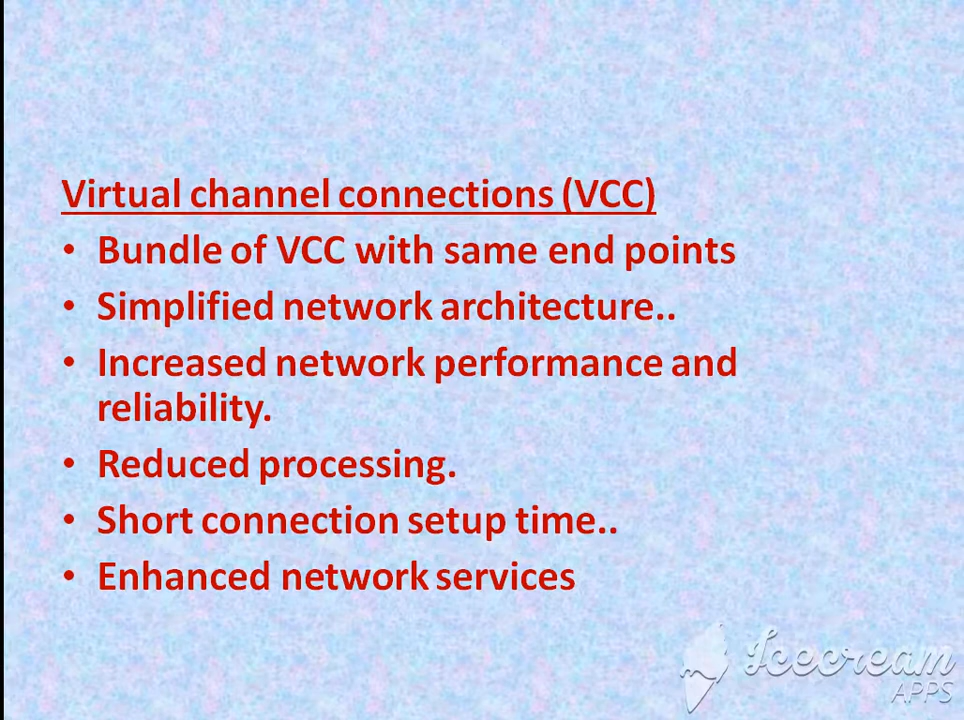 Virtual channel connections (VCC)
• Bundle of VCC with same end points
• Simplified network architecture..
• Increased network performance and
reliability.
• Reduced processing.
• Short connection setup time..
• Enhanced network services
Icecream
APPS